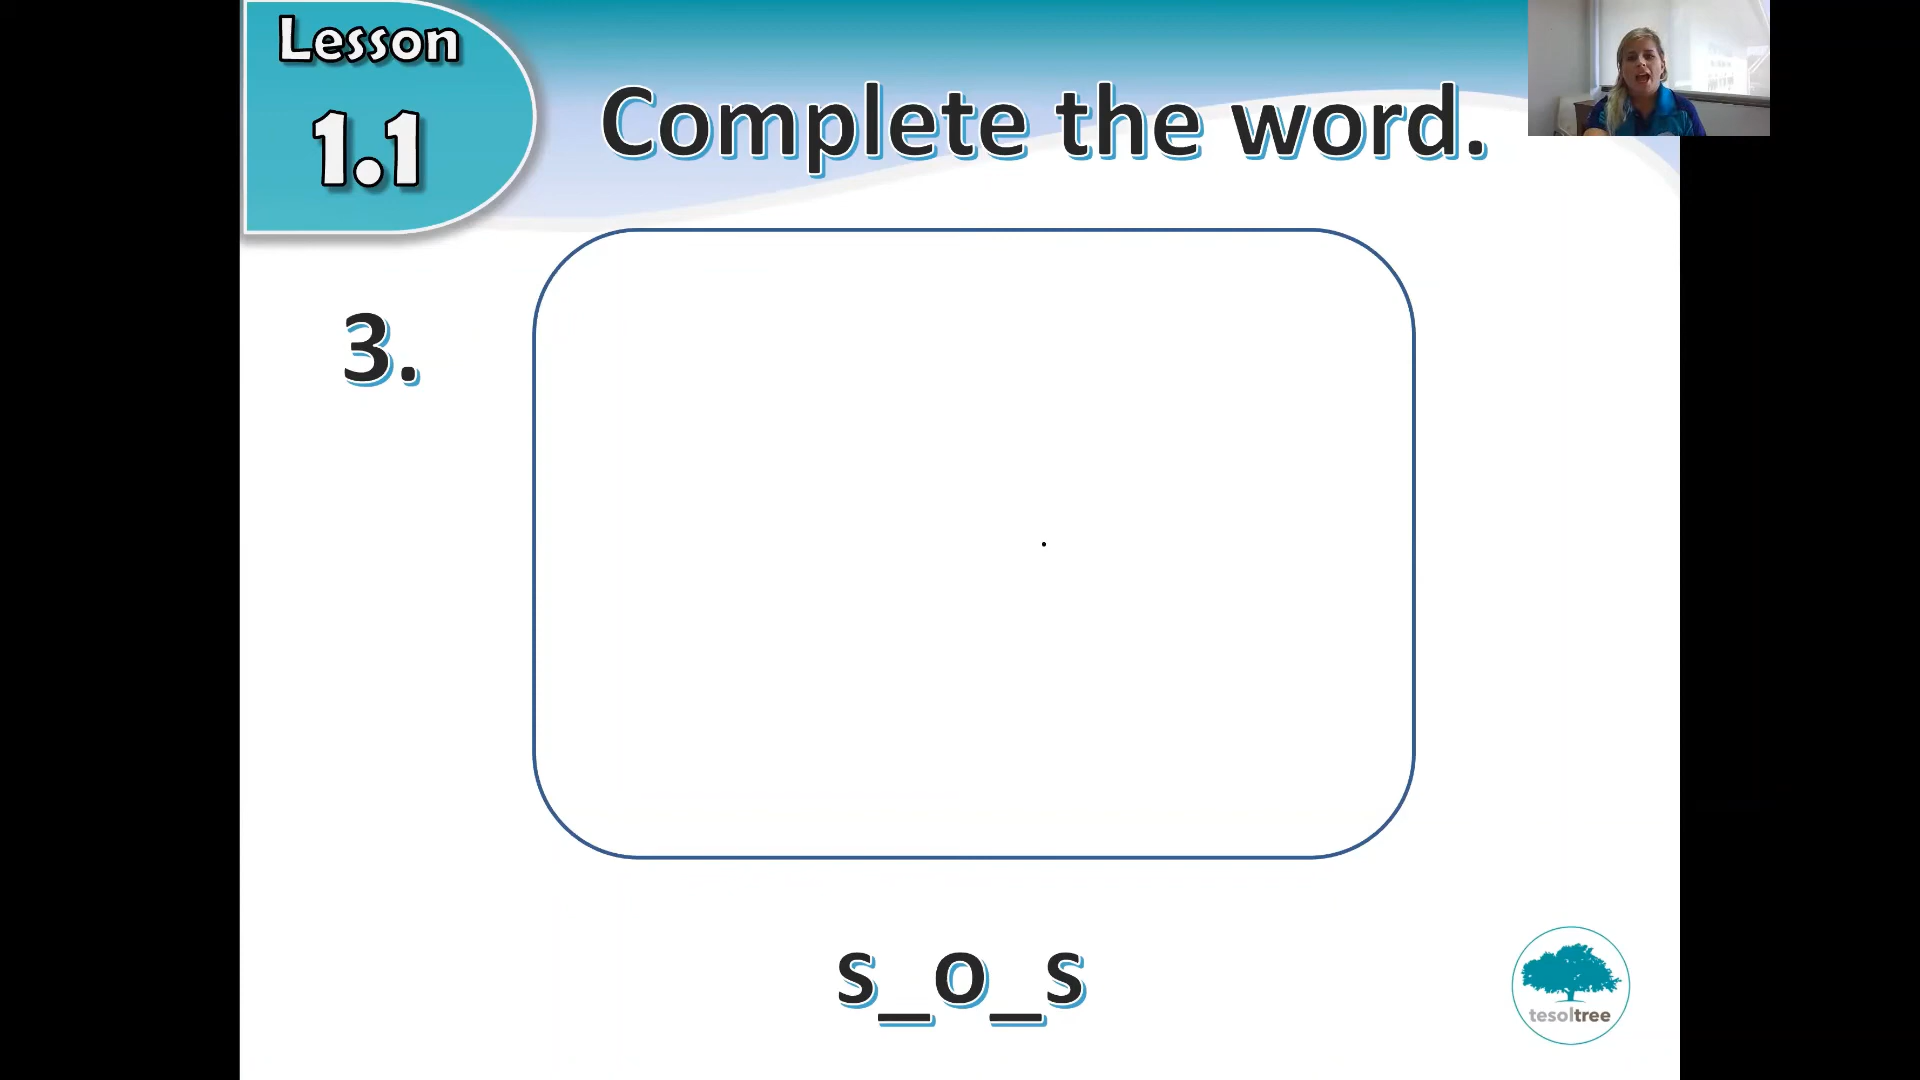 Lesson
1.1
Complete the word.
3.
s_o_s
tesoltree